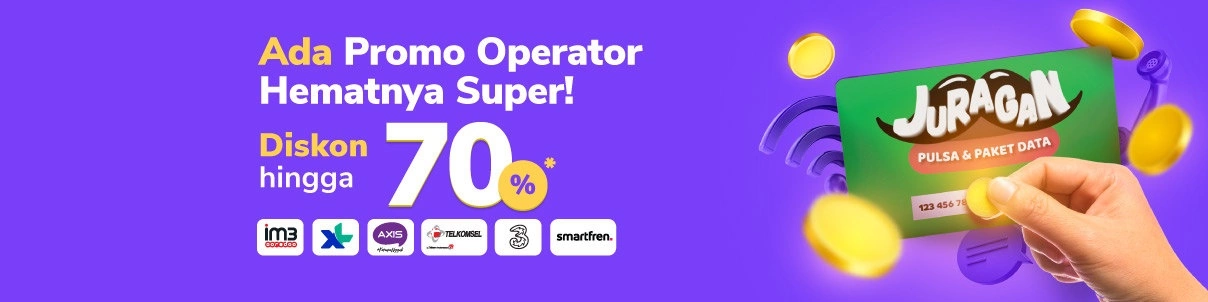 Ada Promo Operator
Hematnya Super!
Diskon
hingga
70%*
im3
ooredoo
XL
AXIS
TELKOMSEL
3
smartfren.
JURAGAN
PULSA & PAKET DATA
123 456 78